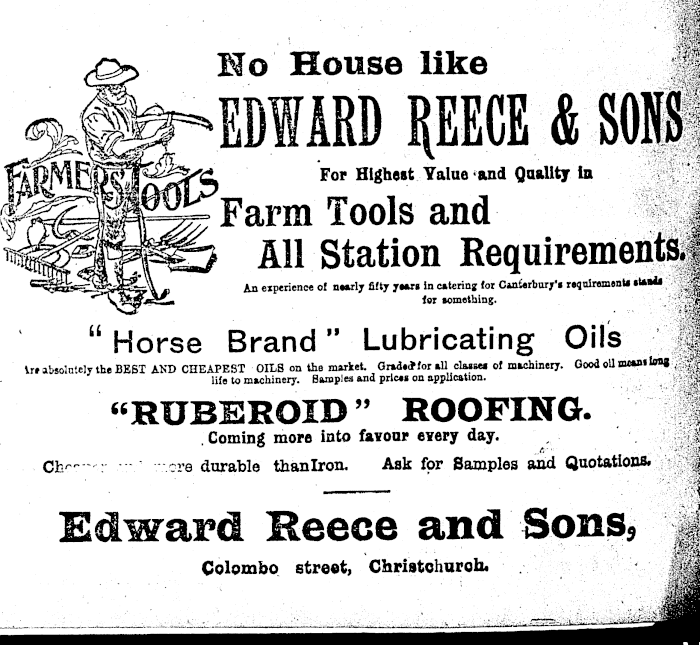 No House like
EDWARD REECE & SONS
For Highest Value and Quality in
FARMERS TOOLS
Farm Tools and
All Station Requirements.
An experience of nearly fifty years in catering for Canterbury's requirements stands
for something.
"Horse Brand" Lubricating Oils
Are absolutely the BEST AND CHEAPEST OILS on the market. Graded for all classes of machinery. Good oil means long
life to machinery. Samples and prices on application.
"RUBEROID" ROOFING.
Coming more into favour every day.
more durable than Iron. Ask for Samples and Quotations.
Edward Reece and Sons,
Colombo street, Christchurch.